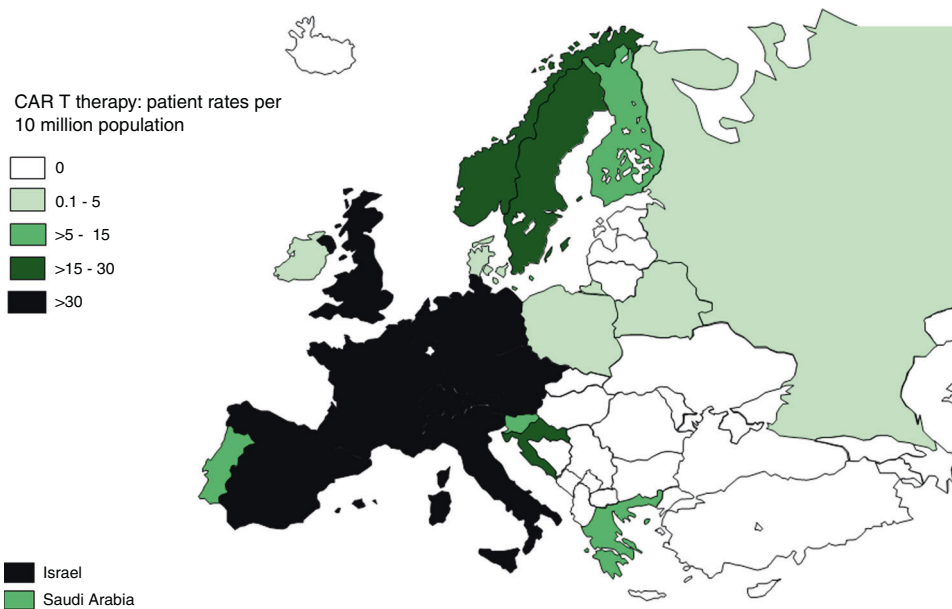 CAR T therapy: patient rates per
10 million population
0
0.1 - 5
>5 - 15
>15 - 30
>30
Israel
Saudi Arabia